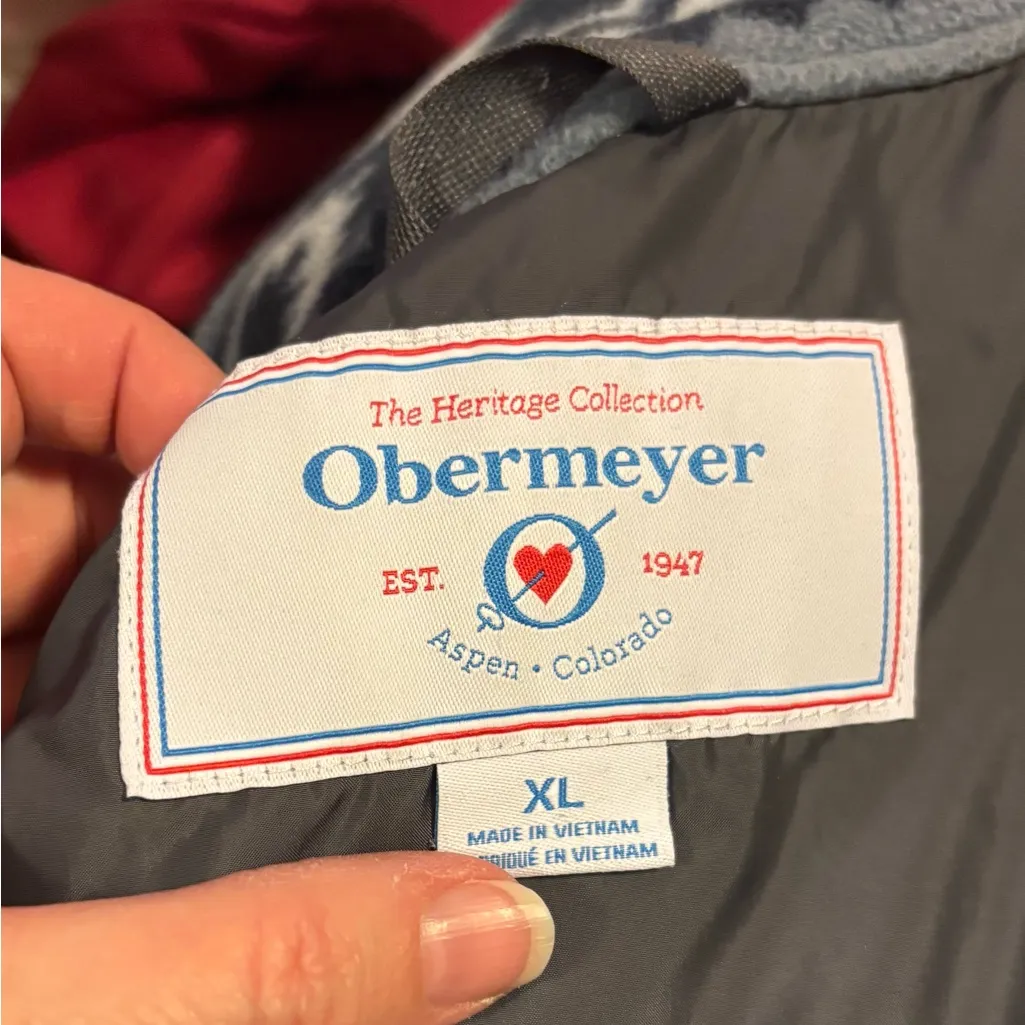 The Heritage Collection
Obermeyer
EST. 1947
Aspen • Colorado
XL
MADE IN VIETNAM
EN VIETNAM